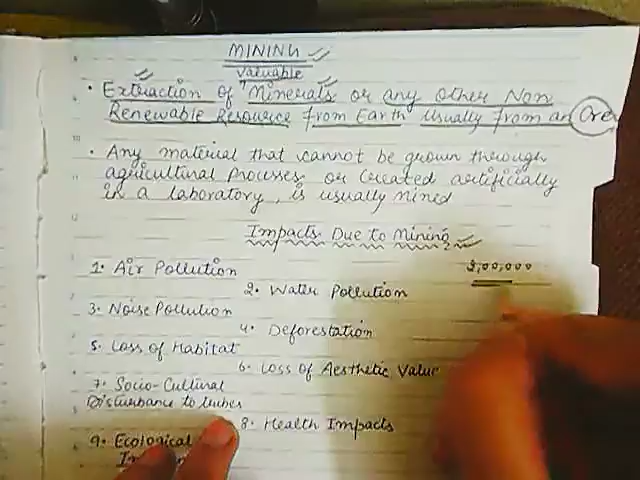 MINING
Valuable
• Extraction of Minerals or any other Non
Renewable Resource from Earth Usually from an Ore
• Any material that cannot be grown through
agricultural processes or created artificially
in a laboratory, is usually mined
Impacts Due to Mining
1. Air Pollution
2,00,000
2. Water Pollution
3. Noise Pollution
4. Deforestation
5. Loss of Habitat
6. Loss of Aesthetic Value
7. Socio-Cultural
Disturbance to tribes
8. Health Impacts
9. Ecological